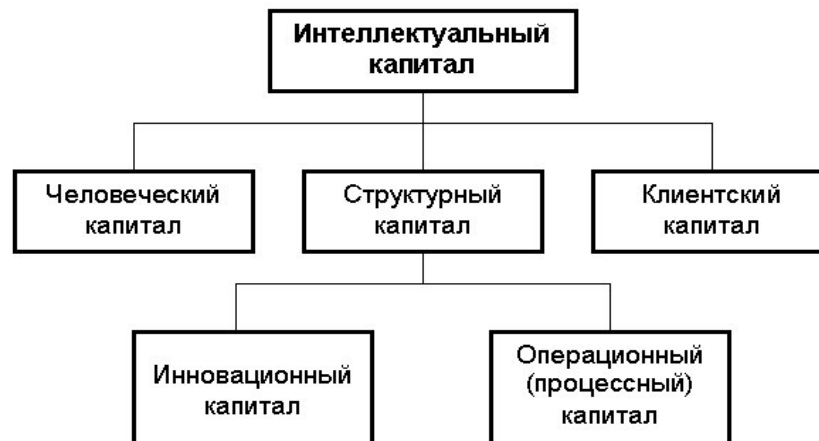 Интеллектуальный
капитал
Человеческий
капитал
Структурный
капитал
Клиентский
капитал
Инновационный
капитал
Операционный
(процессный)
капитал